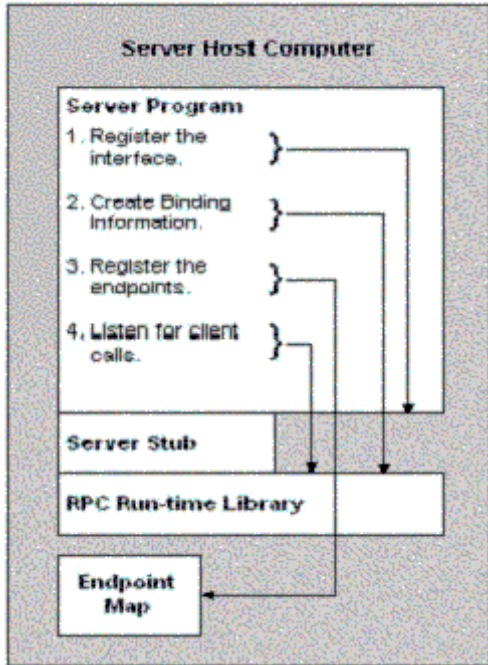 Server Host Computer
Server Program
1. Register the
interface.
2. Create Binding
Information.
3. Register the
endpoints.
4. Listen for client
calls.
Server Stub
RPC Run-time Library
Endpoint
Map